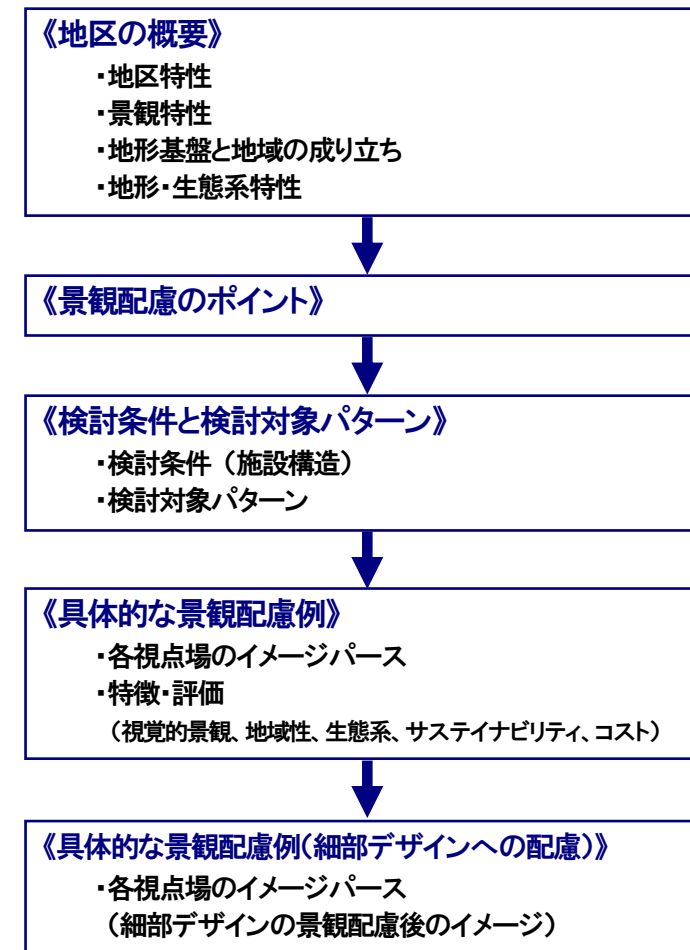 《地区の概要》
・地区特性
・景観特性
・地形基盤と地域の成り立ち
・地形・生態系特性
《景観配慮のポイント》
《検討条件と検討対象パターン》
・検討条件（施設構造）
・検討対象パターン
《具体的な景観配慮例》
・各視点場のイメージパース
・特徴・評価
（視覚的景観、地域性、生態系、サステイナビリティ、コスト）
《具体的な景観配慮例（細部デザインへの配慮）》
・各視点場のイメージパース
（細部デザインの景観配慮後のイメージ）